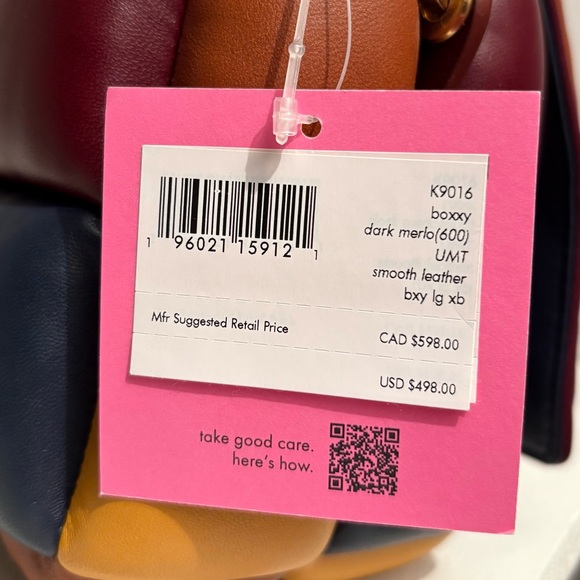 K9016
boxxy
dark merlo(600)
UMT
smooth leather
bxy lg xb
1 96021 15912 1
Mfr Suggested Retail Price
CAD $598.00
USD $498.00
take good care.
here's how.